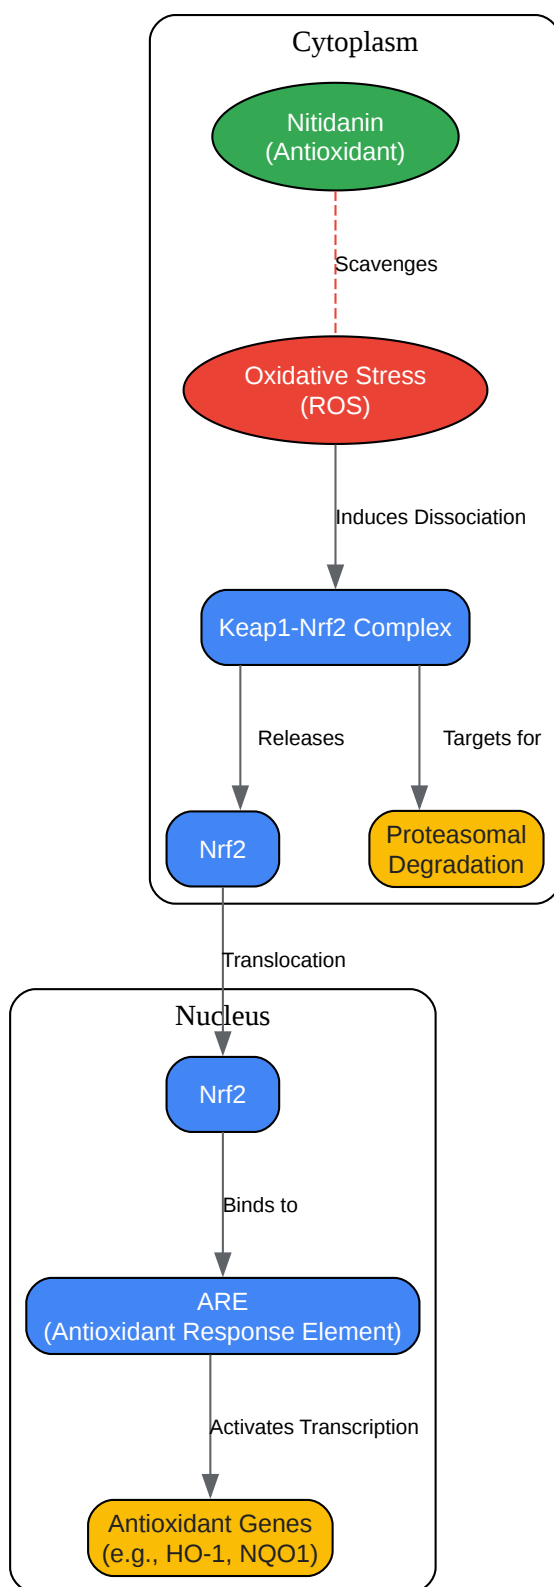 Cytoplasm
Nitidanin
(Antioxidant)
Scavenges
Oxidative Stress
(ROS)
Induces Dissociation
Keap1-Nrf2 Complex
Releases
Targets for
Nrf2
Proteasomal
Degradation
Translocation
Nucleus
Nrf2
Binds to
ARE
(Antioxidant Response Element)
Activates Transcription
Antioxidant Genes
(e.g., HO-1, NQO1)